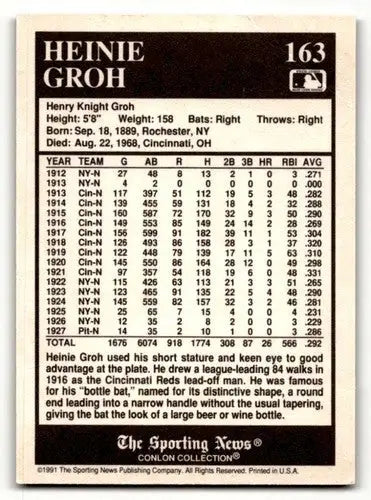 HEINIE 163
GROH
Henry Knight Groh
Height: 5'8" Weight: 158 Bats: Right Throws: Right
Born: Sep. 18, 1889, Rochester, NY
Died: Aug. 22, 1968, Cincinnati, OH
YEAR TEAM G AB R H 2B 3B HR RBI AVG
1912 NY-N 27 48 8 13 2 1 0 3 .271
1913 NY-N 4 2 0 0 0 0 0 0 .000
1913 Cin-N 117 397 51 112 19 5 3 48 .282
1914 Cin-N 139 455 59 131 18 4 2 32 .288
1915 Cin-N 160 587 72 170 32 9 3 50 .290
1916 Cin-N 149 553 85 149 24 14 2 28 .269
1917 Cin-N 156 599 91 182 39 11 1 53 .304
1918 Cin-N 126 493 86 158 28 3 1 37 .320
1919 Cin-N 122 448 79 139 17 11 5 63 .310
1920 Cin-N 145 550 86 164 28 12 0 49 .298
1921 Cin-N 97 357 54 118 19 6 0 48 .331
1922 NY-N 115 426 63 113 21 3 3 51 .265
1923 NY-N 123 465 91 135 22 5 4 48 .290
1924 NY-N 145 559 82 157 32 3 2 46 .281
1925 NY-N 25 65 7 15 4 0 0 4 .231
1926 NY-N 12 35 2 8 2 0 0 3 .229
1927 Pit-N 14 35 2 10 1 0 0 3 .286
TOTAL 1676 6074 918 1774 308 87 26 566 .292
Heinie Groh used his short stature and keen eye to good
advantage at the plate. He drew a league-leading 84 walks in
1916 as the Cincinnati Reds lead-off man. He was famous
for his "bottle bat," named for its distinctive shape, a round
end leading into a narrow handle without the usual tapering,
giving the bat the look of a large beer or wine bottle.
The Sporting News®
CONLON COLLECTION®
©1991 The Sporting News Publishing Company. All Rights Reserved. Printed in U.S.A.